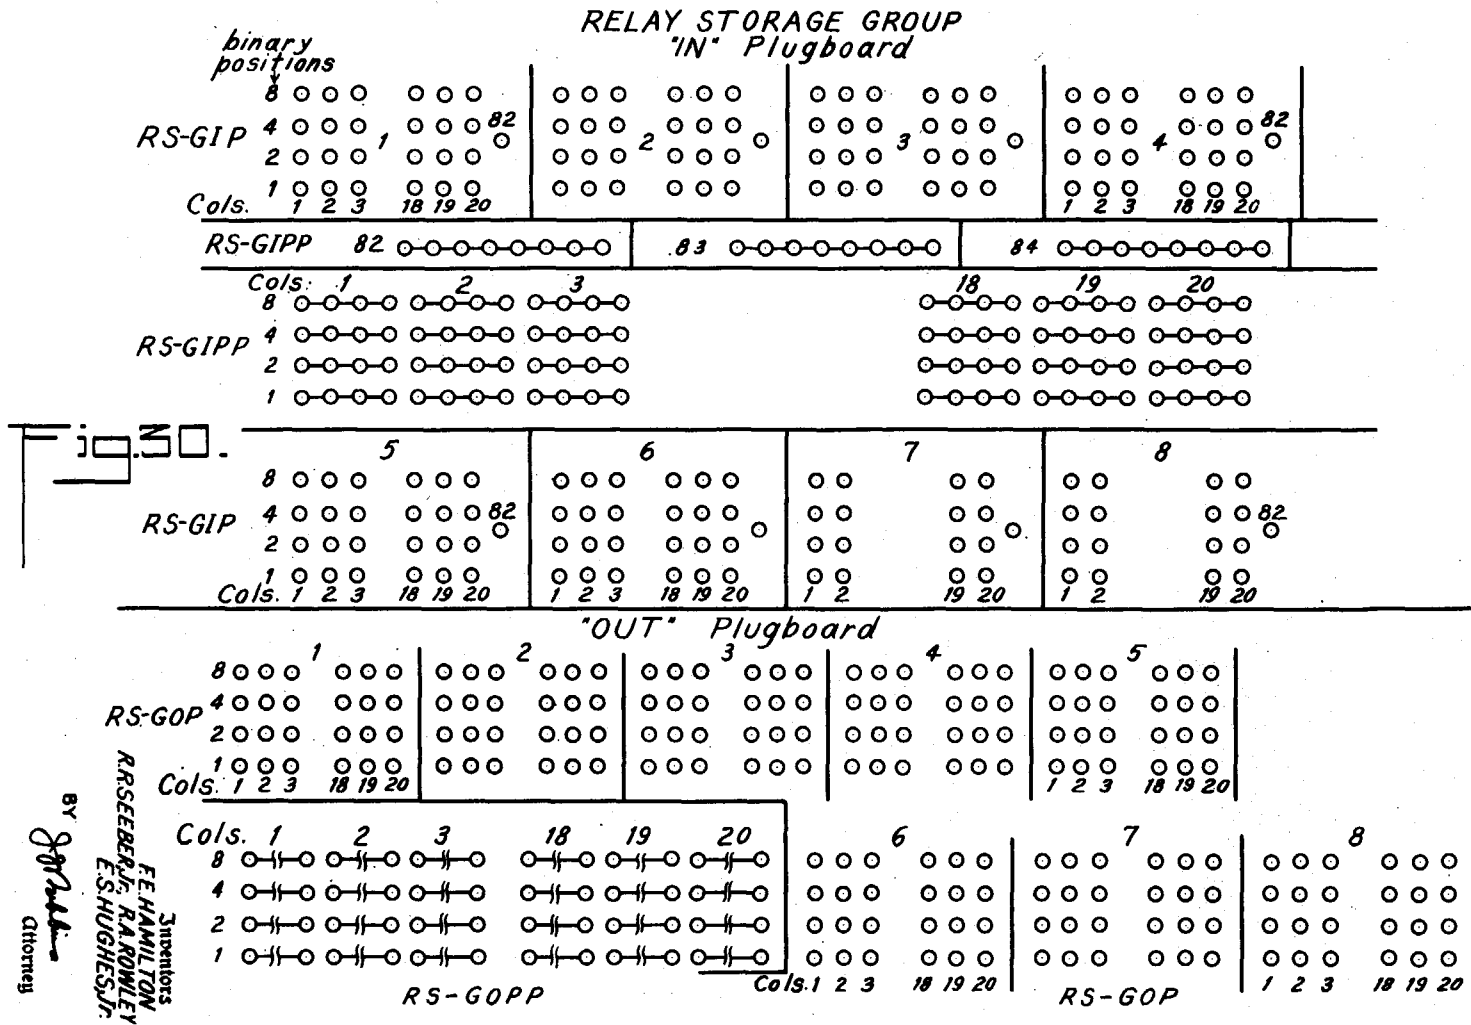 RELAY STORAGE GROUP
"IN" Plugboard
binary
positions
8
RS-GIP 4 1 82 2 3 4 82
2
1
Cols. 1 2 3 18 19 20 1 2 3 18 19 20
RS-GIPP 82 83 84
Cols. 1 2 3 18 19 20
8
4
RS-GIPP
2
1
Fig. 50.
5 6 7 8
8
RS-GIP 4 82 82
2
1
Cols. 1 2 3 18 19 20 1 2 3 18 19 20 1 2 19 20 1 2 19 20
"OUT" Plugboard
1 2 3 4 5
8
RS-GOP 4
2
1
Cols. 1 2 3 18 19 20 1 2 3 18 19 20
Cols. 1 2 3 18 19 20 6 7 8
8
4
2
1
Cols. 1 2 3 18 19 20 1 2 3 18 19 20
RS-GOPP RS-GOP
Inventors
F.E. HAMILTON
R.R. SEEBER, Jr., R.A. ROWLEY
E.S. HUGHES, Jr.
BY
Attorney